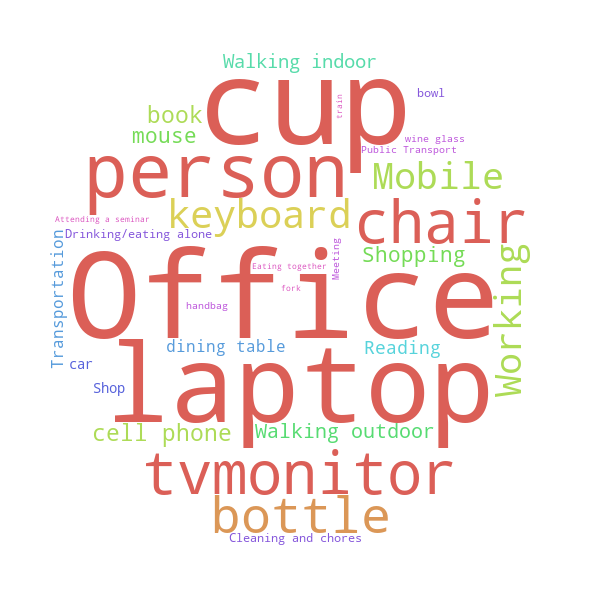 Walking indoor
cup
bowl
train
book
mouse
wine glass
Public Transport
person
Mobile
keyboard
chair
Attending a seminar
Drinking/eating alone
Transportation
Shopping
Meeting
Eating together
Office
fork
handbag
Working
dining table
Reading
car
laptop
Shop
cell phone
Walking outdoor
tvmonitor
bottle
Cleaning and chores